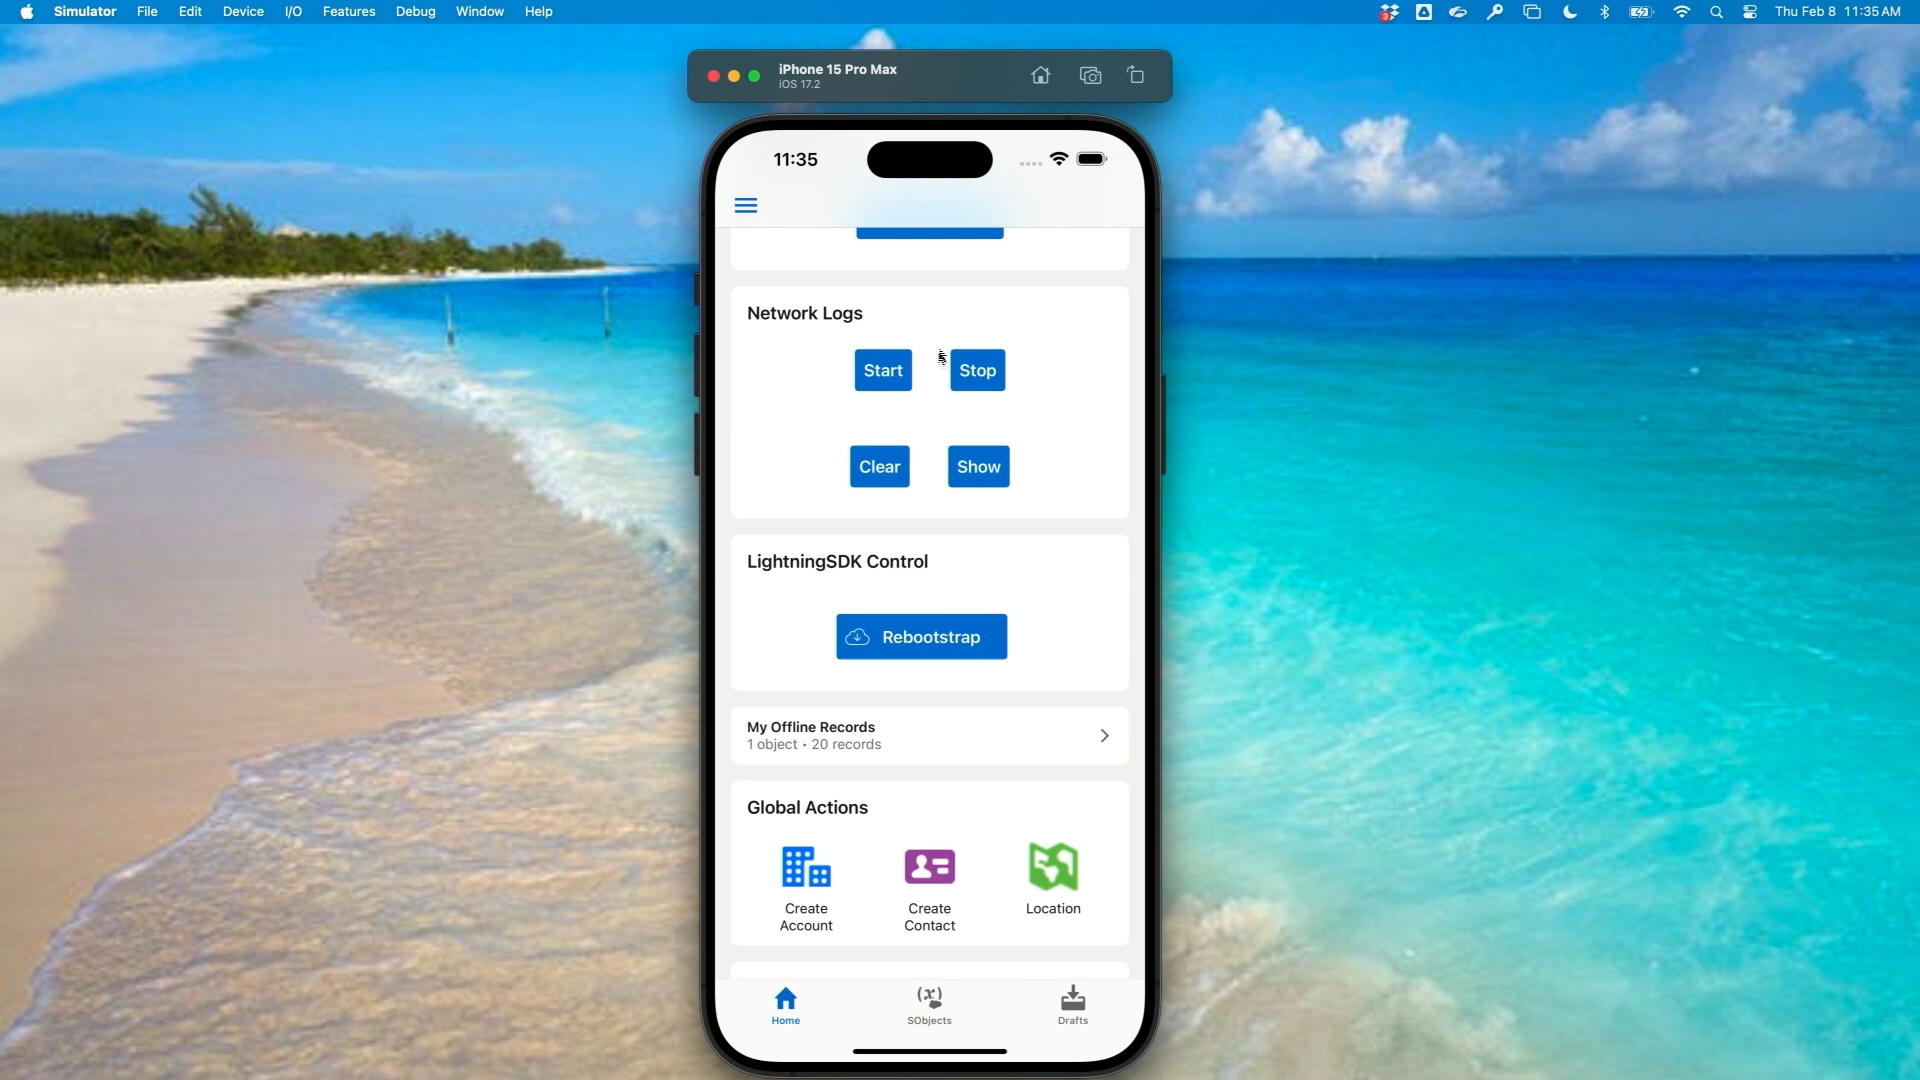 Simulator File Edit Device I/O Features Debug Window Help
3
Thu Feb 8 11:35 AM
iPhone 15 Pro Max
iOS 17.2
11:35
Network Logs
Start Stop
Clear Show
LightningSDK Control
Rebootstrap
My Offline Records
1 object • 20 records
Global Actions
Create Account
Create Contact
Location
Home
(x)
SObjects
Drafts